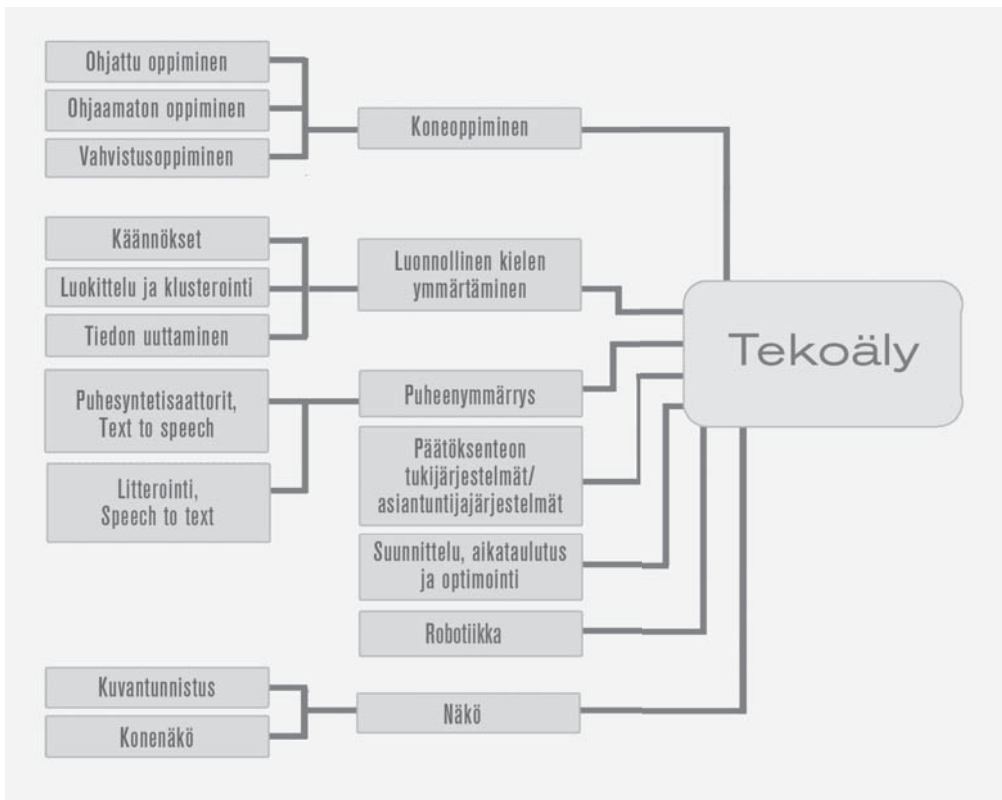 Ohjattu oppiminen
Ohjaamaton oppiminen
Vahvistusoppiminen
Koneoppiminen
Käännökset
Luokittelu ja klusterointi
Tiedon uuttaminen
Luonnollinen kielen
ymmärtäminen
Tekoäly
Puhesyntetisaattorit,
Text to speech
Litterointi,
Speech to text
Puheenymmärrys
Päätöksenteon
tukijärjestelmät/
asiantuntijajärjestelmät
Suunnittelu, aikataulutus
ja optimointi
Robotiikka
Kuvantunnistus
Konenäkö
Näkö